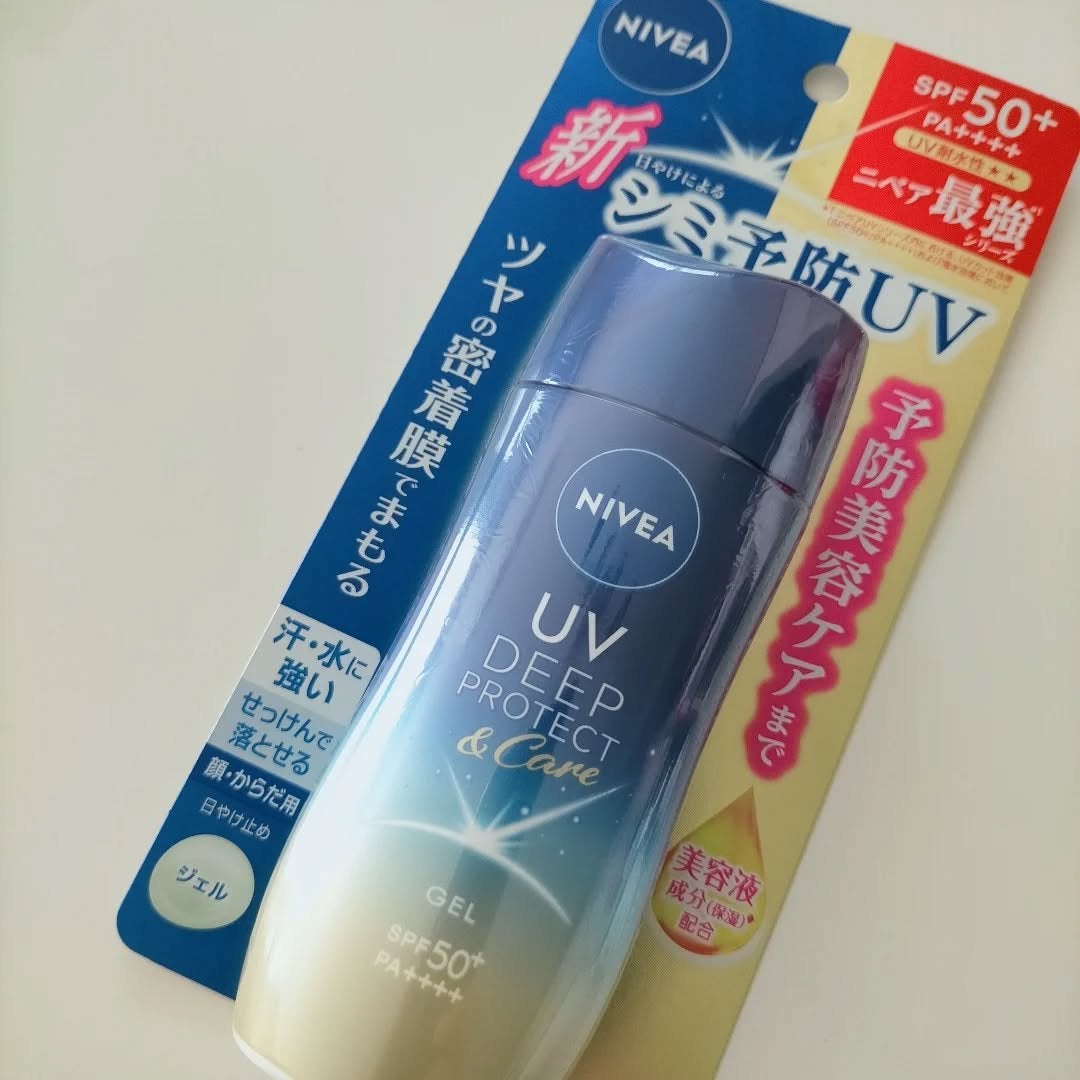 NIVEA
SPF50+
PA++++
UV耐水性★★
ニベア最強*1
シリーズ
新
日やけによる
シミ予防UV
ツヤの密着膜でまもる
予防美容ケアまで
汗・水に
強い
せっけんで
落とせる
顔・からだ用
日やけ止め
ジェル
NIVEA
UV
DEEP
PROTECT
& Care
GEL
SPF50+
PA++++
美容液
成分(保湿)
配合